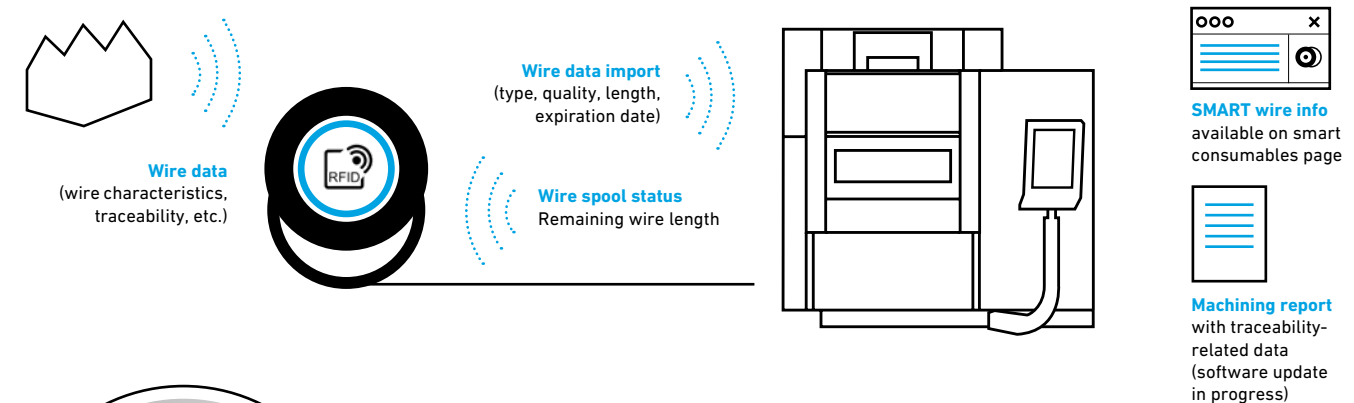 Wire data
(wire characteristics,
traceability, etc.)
RFID
Wire data import
(type, quality, length,
expiration date)
Wire spool status
Remaining wire length
SMART wire info
available on smart
consumables page
Machining report
with traceability-
related data
(software update
in progress)